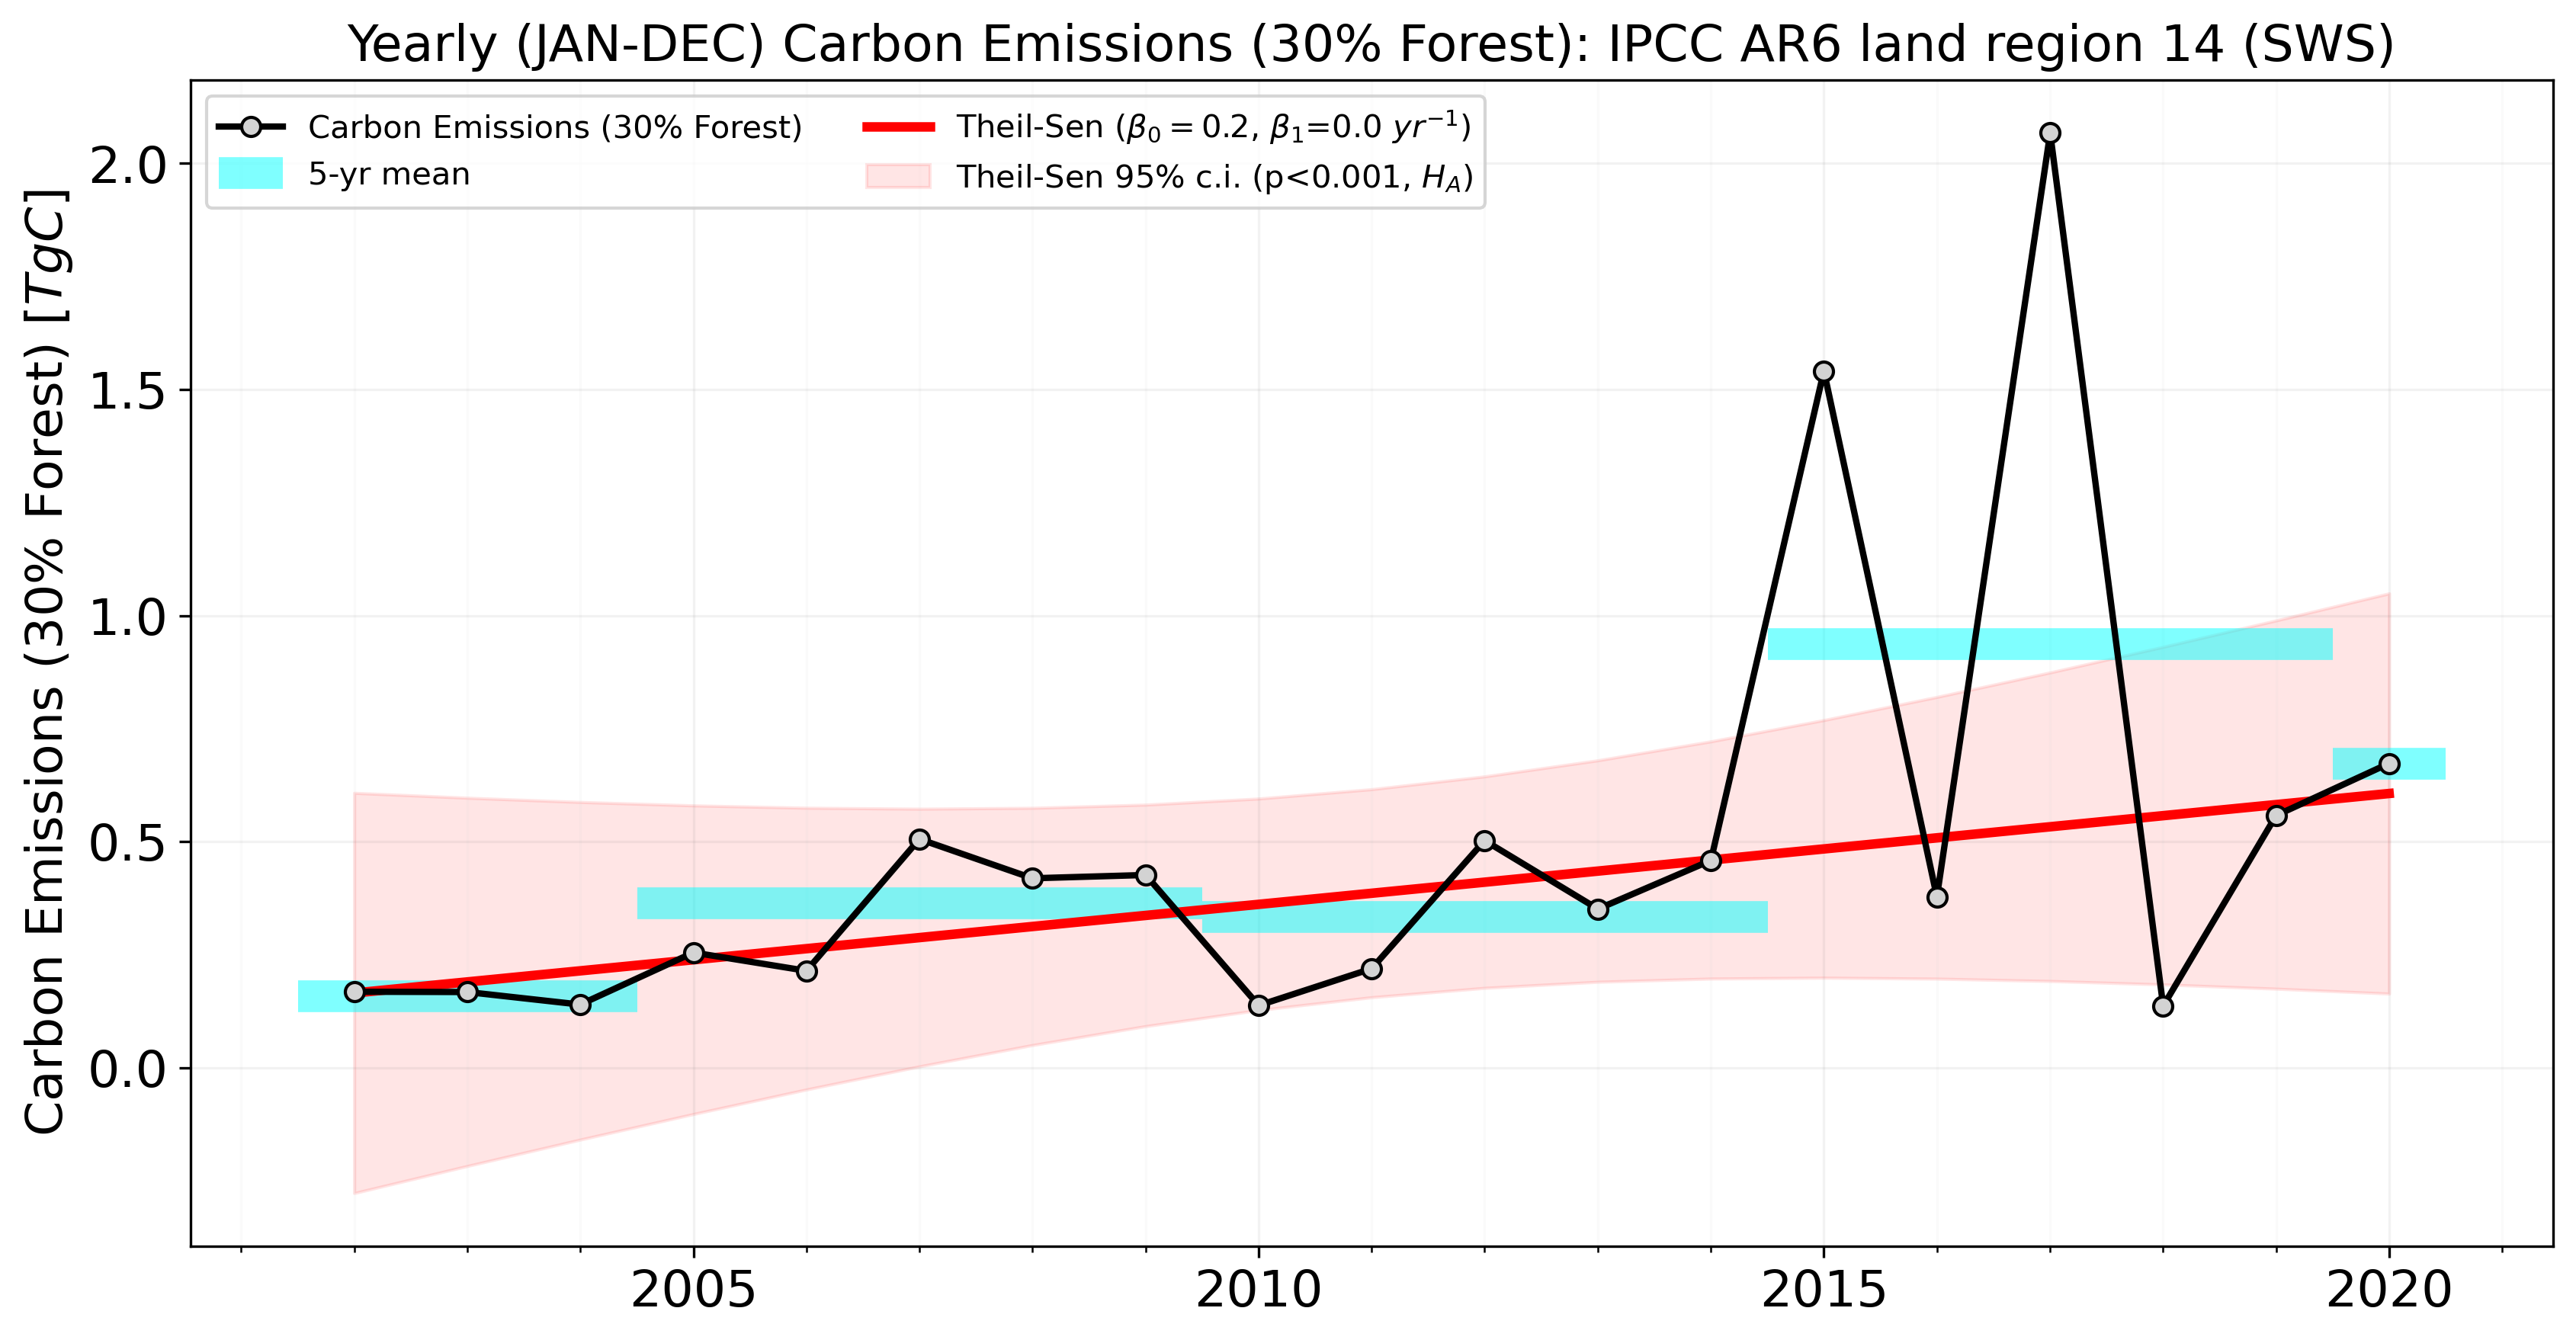 Yearly (JAN-DEC) Carbon Emissions (30% Forest): IPCC AR6 land region 14 (SWS)
Carbon Emissions (30% Forest)
5-yr mean
Theil-Sen (β₀ = 0.2, β₁=0.0 yr⁻¹)
Theil-Sen 95% c.i. (p<0.001, H_A)
Carbon Emissions (30% Forest) [TgC]
2.0
1.5
1.0
0.5
0.0
2005
2010
2015
2020